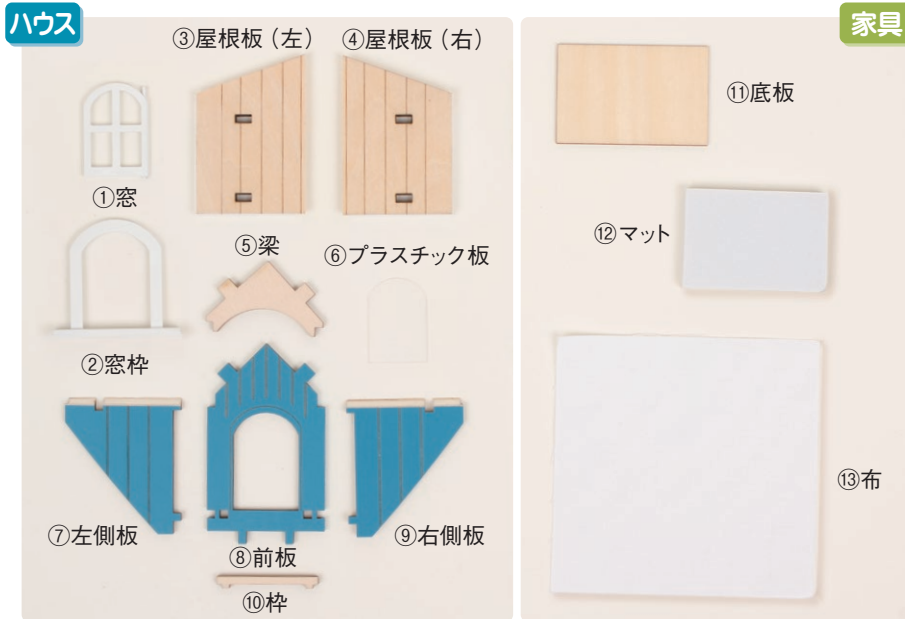 ハウス
家具
③屋根板（左）
④屋根板（右）
①窓
⑤梁
⑥プラスチック板
②窓枠
⑦左側板
⑧前板
⑨右側板
⑩枠
⑪底板
⑫マット
⑬布